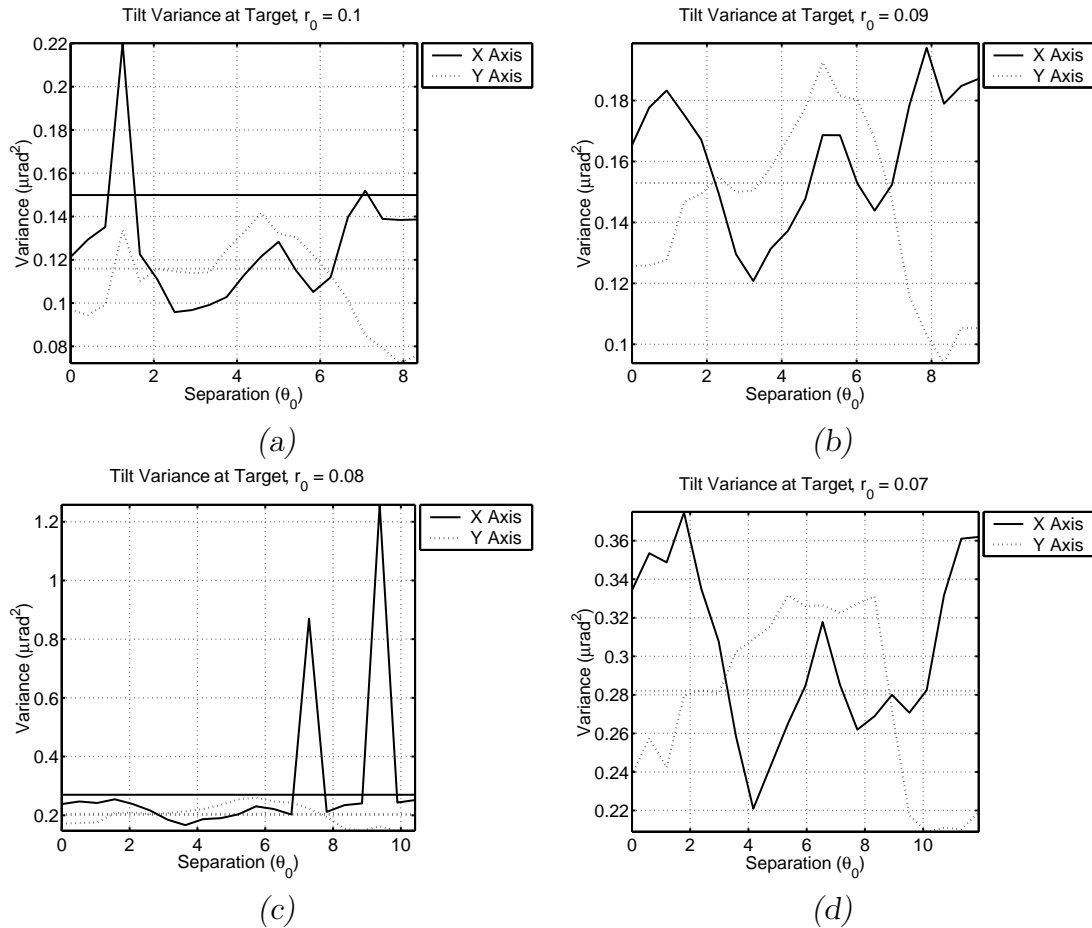 Tilt Variance at Target, r0 = 0.1
0.22
0.2
0.18
0.16
0.14
0.12
0.1
0.08
Variance (μrad²)
0 2 4 6 8
Separation (θ0)
X Axis
Y Axis
(a)
Tilt Variance at Target, r0 = 0.09
0.18
0.16
0.14
0.12
0.1
Variance (μrad²)
0 2 4 6 8
Separation (θ0)
X Axis
Y Axis
(b)
Tilt Variance at Target, r0 = 0.08
1.2
1
0.8
0.6
0.4
0.2
Variance (μrad²)
0 2 4 6 8 10
Separation (θ0)
X Axis
Y Axis
(c)
Tilt Variance at Target, r0 = 0.07
0.36
0.34
0.32
0.3
0.28
0.26
0.24
0.22
Variance (μrad²)
0 2 4 6 8 10
Separation (θ0)
X Axis
Y Axis
(d)